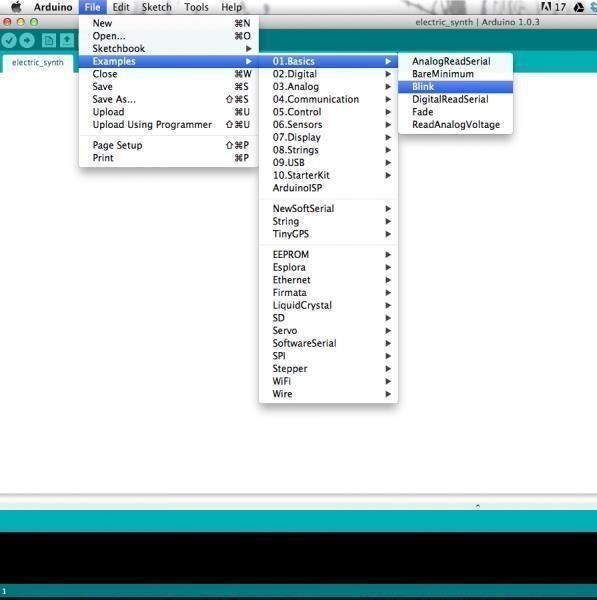 Arduino File Edit Sketch Tools Help 17
electric_synth | Arduino 1.0.3
electric_synth
New ⌘N
Open... ⌘O
Sketchbook ▶
Examples ▶
Close ⌘W
Save ⌘S
Save As... ⇧⌘S
Upload ⌘U
Upload Using Programmer ⇧⌘U
Page Setup ⇧⌘P
Print ⌘P
01.Basics ▶
02.Digital ▶
03.Analog ▶
04.Communication ▶
05.Control ▶
06.Sensors ▶
07.Display ▶
08.Strings ▶
09.USB ▶
10.StarterKit ▶
ArduinoISP
NewSoftSerial ▶
String ▶
TinyGPS ▶
EEPROM ▶
Esplora ▶
Ethernet ▶
Firmata ▶
LiquidCrystal ▶
SD ▶
Servo ▶
SoftwareSerial ▶
SPI ▶
Stepper ▶
WiFi ▶
Wire ▶
AnalogReadSerial
BareMinimum
Blink
DigitalReadSerial
Fade
ReadAnalogVoltage
1